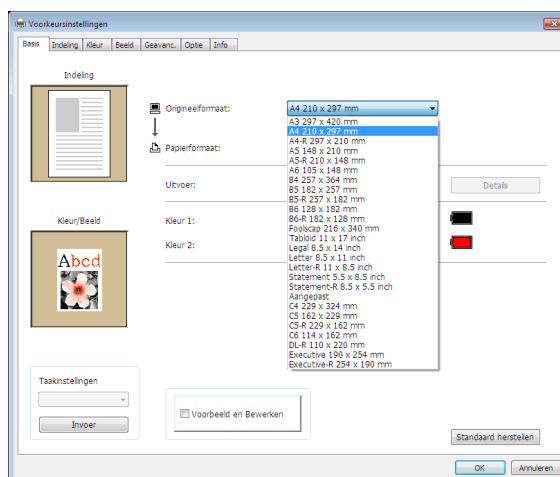 Voorkeursinstellingen
Basis Indeling Kleur Beeld Geavanc. Optie Info
Indeling
Origineelformaat:
A4 210 x 297 mm
A3 297 x 420 mm
A4 210 x 297 mm
A4-R 297 x 210 mm
A5 148 x 210 mm
A5-R 210 x 148 mm
A6 105 x 148 mm
B4 257 x 364 mm
B5 182 x 257 mm
B5-R 257 x 182 mm
B6 128 x 182 mm
B6-R 182 x 128 mm
Foolscap 216 x 340 mm
Tabloid 11 x 17 inch
Legal 8.5 x 14 inch
Letter 8.5 x 11 inch
Letter-R 11 x 8.5 inch
Statement 5.5 x 8.5 inch
Statement-R 8.5 x 5.5 inch
Aangepast
C4 229 x 324 mm
C5 162 x 229 mm
C5-R 229 x 162 mm
C6 114 x 162 mm
DL-R 110 x 220 mm
Executive 190 x 254 mm
Executive-R 254 x 190 mm
Papierformaat:
Uitvoer:
Details
Kleur/Beeld
Kleur 1:
Kleur 2:
Abcd
Taakinstellingen
Invoer
Voorbeeld en Bewerken
Standaard herstellen
OK Annuleren